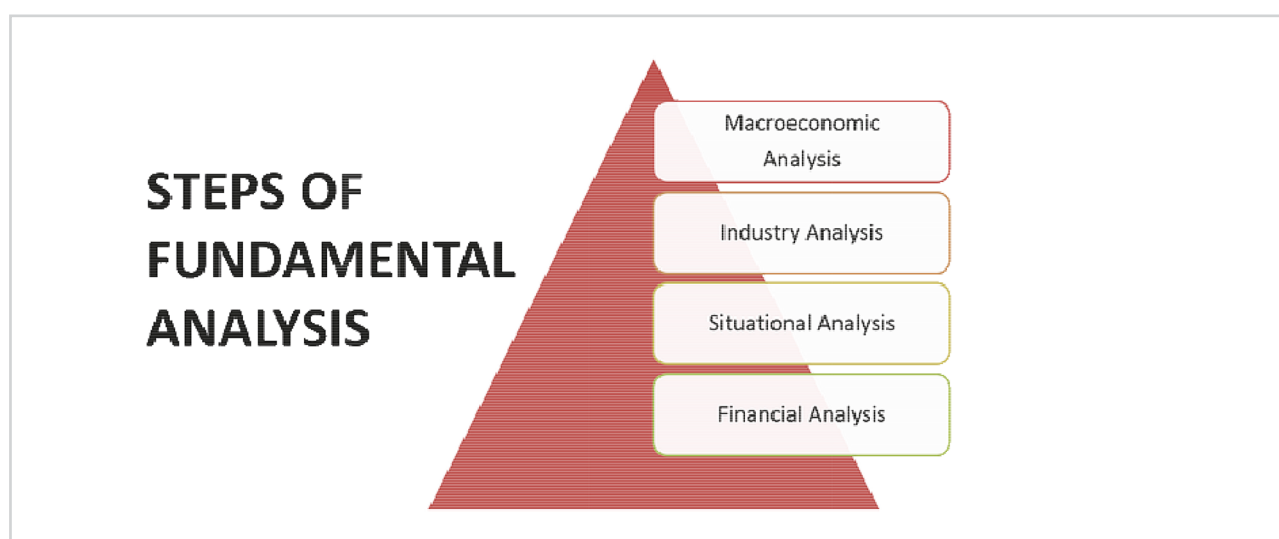 STEPS OF
FUNDAMENTAL
ANALYSIS
Macroeconomic
Analysis
Industry Analysis
Situational Analysis
Financial Analysis